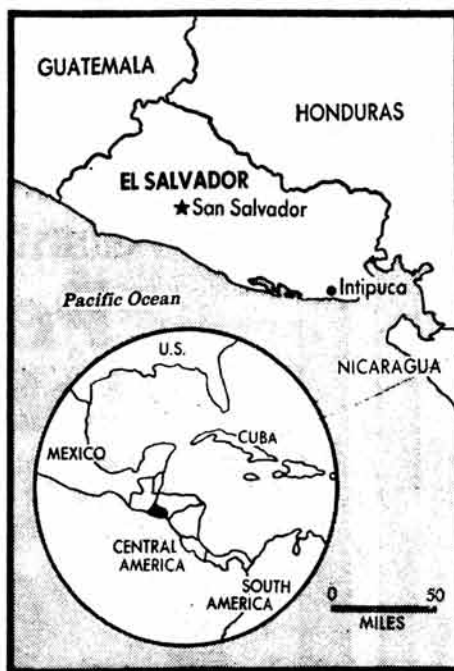 GUATEMALA
HONDURAS
EL SALVADOR
★ San Salvador
Intipuca
Pacific Ocean
NICARAGUA
U.S.
CUBA
MEXICO
CENTRAL
AMERICA
SOUTH
AMERICA
0 50
MILES